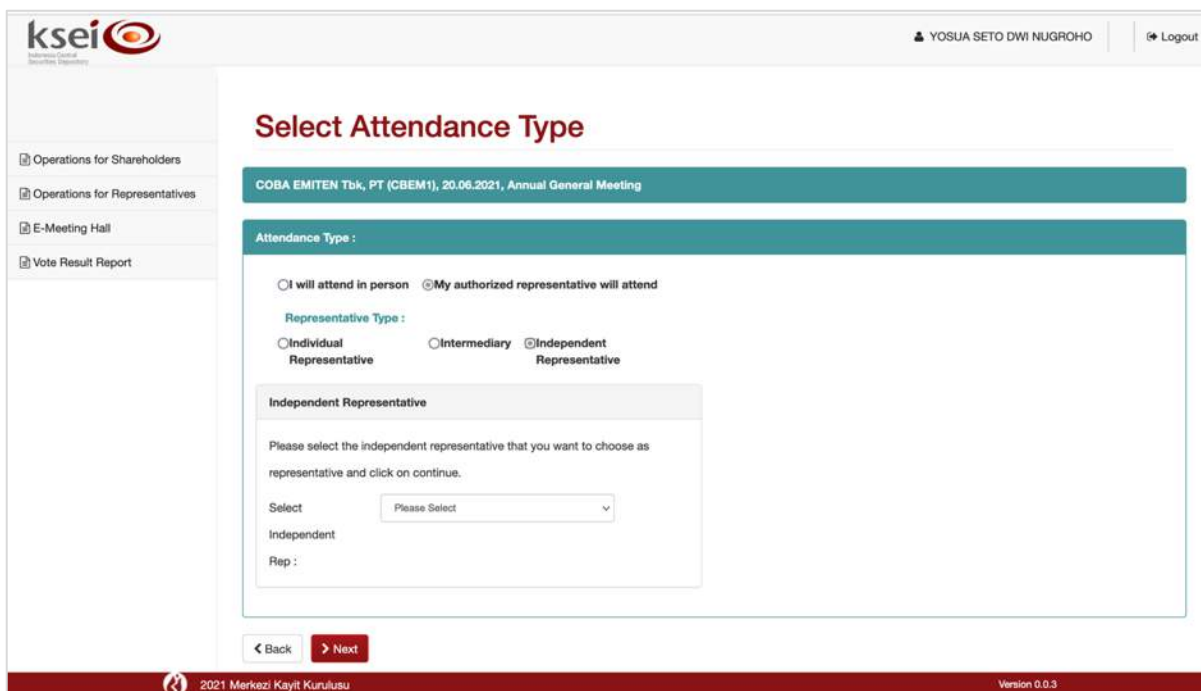 ksei
Indonesia Central
Securities Depository
YOSUA SETO DWI NUGROHO
Logout
Operations for Shareholders
Operations for Representatives
E-Meeting Hall
Vote Result Report
Select Attendance Type
COBA EMITEN Tbk, PT (CBEM1), 20.06.2021, Annual General Meeting
Attendance Type :
I will attend in person My authorized representative will attend
Representative Type :
Individual Intermediary Independent
Representative Representative
Independent Representative
Please select the independent representative that you want to choose as
representative and click on continue.
Select Please Select
Independent
Rep :
Back Next
2021 Merkezi Kayit Kurulusu Version 0.0.3